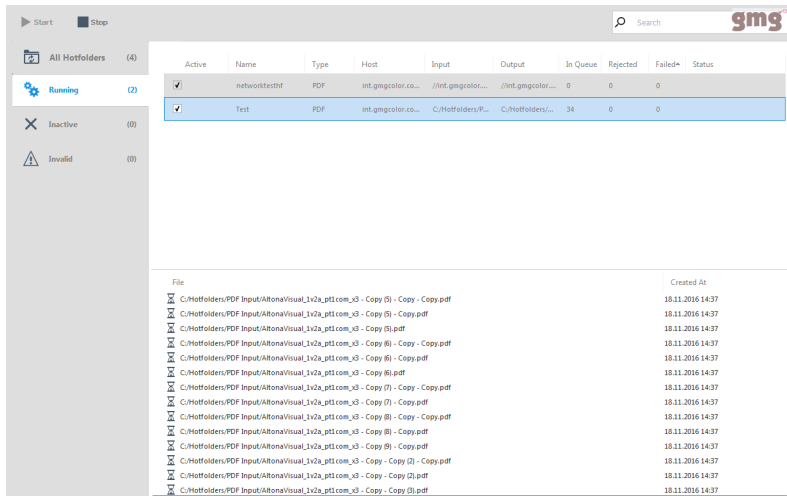 Start Stop Search gmg
All Hotfolders (4)
Active Name Type Host Input Output In Queue Rejected Failed Status
networktesthf PDF int.gmgcolor.co... //int.gmgcolor.... //int.gmgcolor.... 0 0 0
Running (2)
Test PDF int.gmgcolor.co... C:/Hotfolders/P... C:/Hotfolders/... 34 0 0
Inactive (0)
Invalid (0)
File Created At
C:/Hotfolders/PDF Input/AltonaVisual_1v2a_pt1com_x3 - Copy (5) - Copy - Copy.pdf 18.11.2016 14:37
C:/Hotfolders/PDF Input/AltonaVisual_1v2a_pt1com_x3 - Copy (5) - Copy.pdf 18.11.2016 14:37
C:/Hotfolders/PDF Input/AltonaVisual_1v2a_pt1com_x3 - Copy (5).pdf 18.11.2016 14:37
C:/Hotfolders/PDF Input/AltonaVisual_1v2a_pt1com_x3 - Copy (6) - Copy - Copy.pdf 18.11.2016 14:37
C:/Hotfolders/PDF Input/AltonaVisual_1v2a_pt1com_x3 - Copy (6) - Copy.pdf 18.11.2016 14:37
C:/Hotfolders/PDF Input/AltonaVisual_1v2a_pt1com_x3 - Copy (6).pdf 18.11.2016 14:37
C:/Hotfolders/PDF Input/AltonaVisual_1v2a_pt1com_x3 - Copy (7) - Copy - Copy.pdf 18.11.2016 14:37
C:/Hotfolders/PDF Input/AltonaVisual_1v2a_pt1com_x3 - Copy (7) - Copy.pdf 18.11.2016 14:37
C:/Hotfolders/PDF Input/AltonaVisual_1v2a_pt1com_x3 - Copy (8) - Copy - Copy.pdf 18.11.2016 14:37
C:/Hotfolders/PDF Input/AltonaVisual_1v2a_pt1com_x3 - Copy (8) - Copy.pdf 18.11.2016 14:37
C:/Hotfolders/PDF Input/AltonaVisual_1v2a_pt1com_x3 - Copy (9) - Copy.pdf 18.11.2016 14:37
C:/Hotfolders/PDF Input/AltonaVisual_1v2a_pt1com_x3 - Copy - Copy (2) - Copy.pdf 18.11.2016 14:37
C:/Hotfolders/PDF Input/AltonaVisual_1v2a_pt1com_x3 - Copy - Copy (2).pdf 18.11.2016 14:37
C:/Hotfolders/PDF Input/AltonaVisual_1v2a_pt1com_x3 - Copy - Copy (3).pdf 18.11.2016 14:37